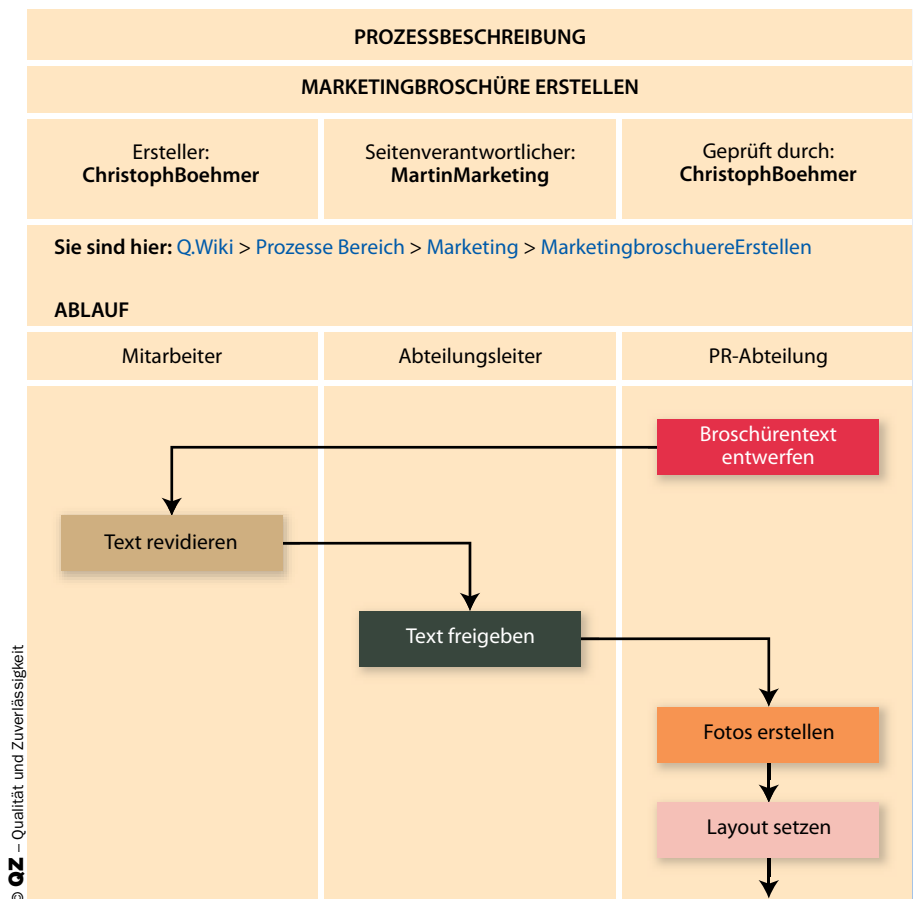 PROZESSBESCHREIBUNG
MARKETINGBROSCHÜRE ERSTELLEN
Ersteller:
ChristophBoehmer
Seitenverantwortlicher:
MartinMarketing
Geprüft durch:
ChristophBoehmer
Sie sind hier: Q.Wiki > Prozesse Bereich > Marketing > MarketingbroschuereErstellen
ABLAUF
Mitarbeiter
Abteilungsleiter
PR-Abteilung
Broschürentext
entwerfen
Text revidieren
Text freigeben
Fotos erstellen
Layout setzen
© QZ – Qualität und Zuverlässigkeit